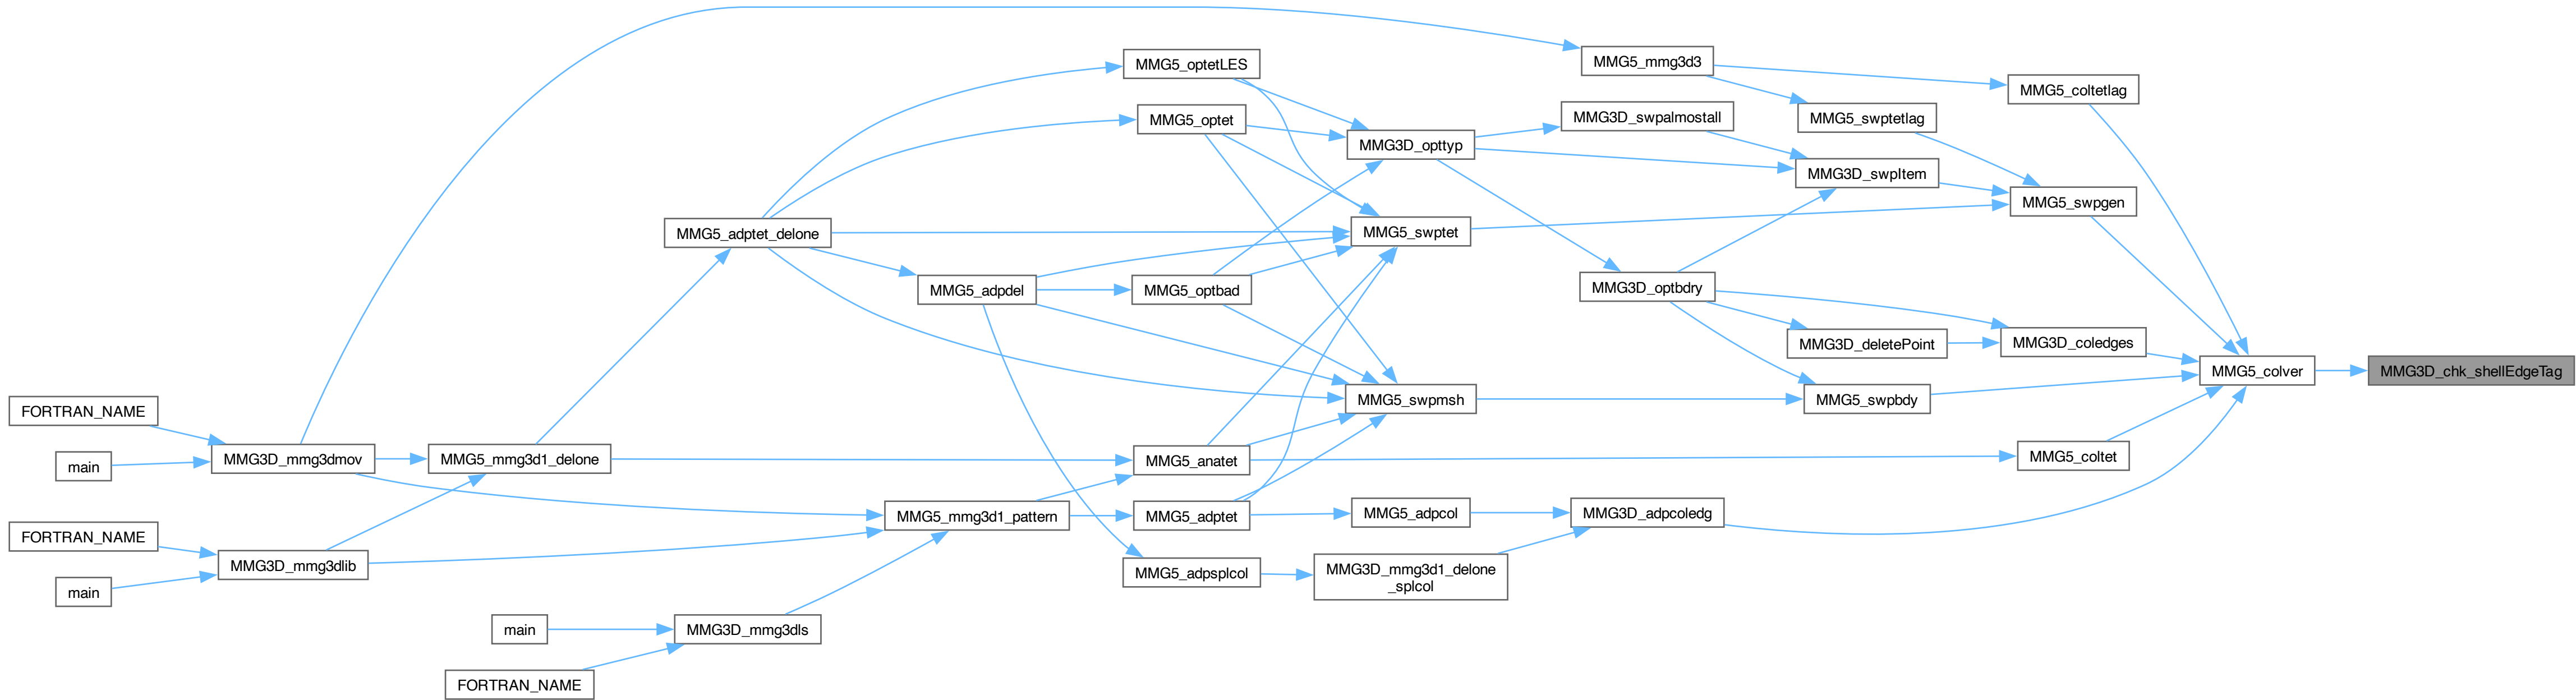 MMG5_optetLES
MMG5_mmg3d3
MMG5_coltetlag
MMG5_optet
MMG3D_swpalmostall
MMG5_swptetlag
MMG3D_opttyp
MMG3D_swpItem
MMG5_swpgen
MMG5_adptet_delone
MMG5_swptet
MMG5_adpdel
MMG5_optbad
MMG3D_optbdry
MMG3D_deletePoint
MMG3D_coledges
MMG5_colver
MMG3D_chk_shellEdgeTag
MMG5_swpmsh
MMG5_swpbdy
FORTRAN_NAME
main
MMG3D_mmg3dmov
MMG5_mmg3d1_delone
MMG5_anatet
MMG5_coltet
MMG5_mmg3d1_pattern
MMG5_adptet
MMG5_adpcol
MMG3D_adpcoledg
FORTRAN_NAME
main
MMG3D_mmg3dlib
MMG5_adpsplcol
MMG3D_mmg3d1_delone
_splcol
main
MMG3D_mmg3dls
FORTRAN_NAME